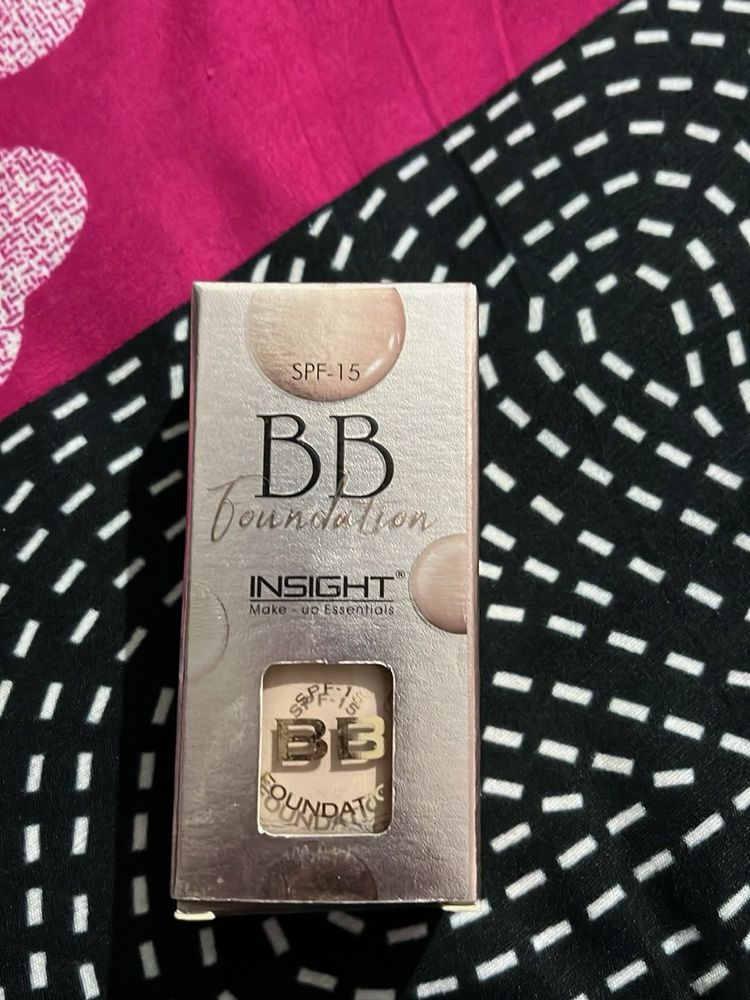 SPF-15
BB
Foundation
INSIGHT®
Make-up Essentials
SPF-15
BB
FOUNDATIO